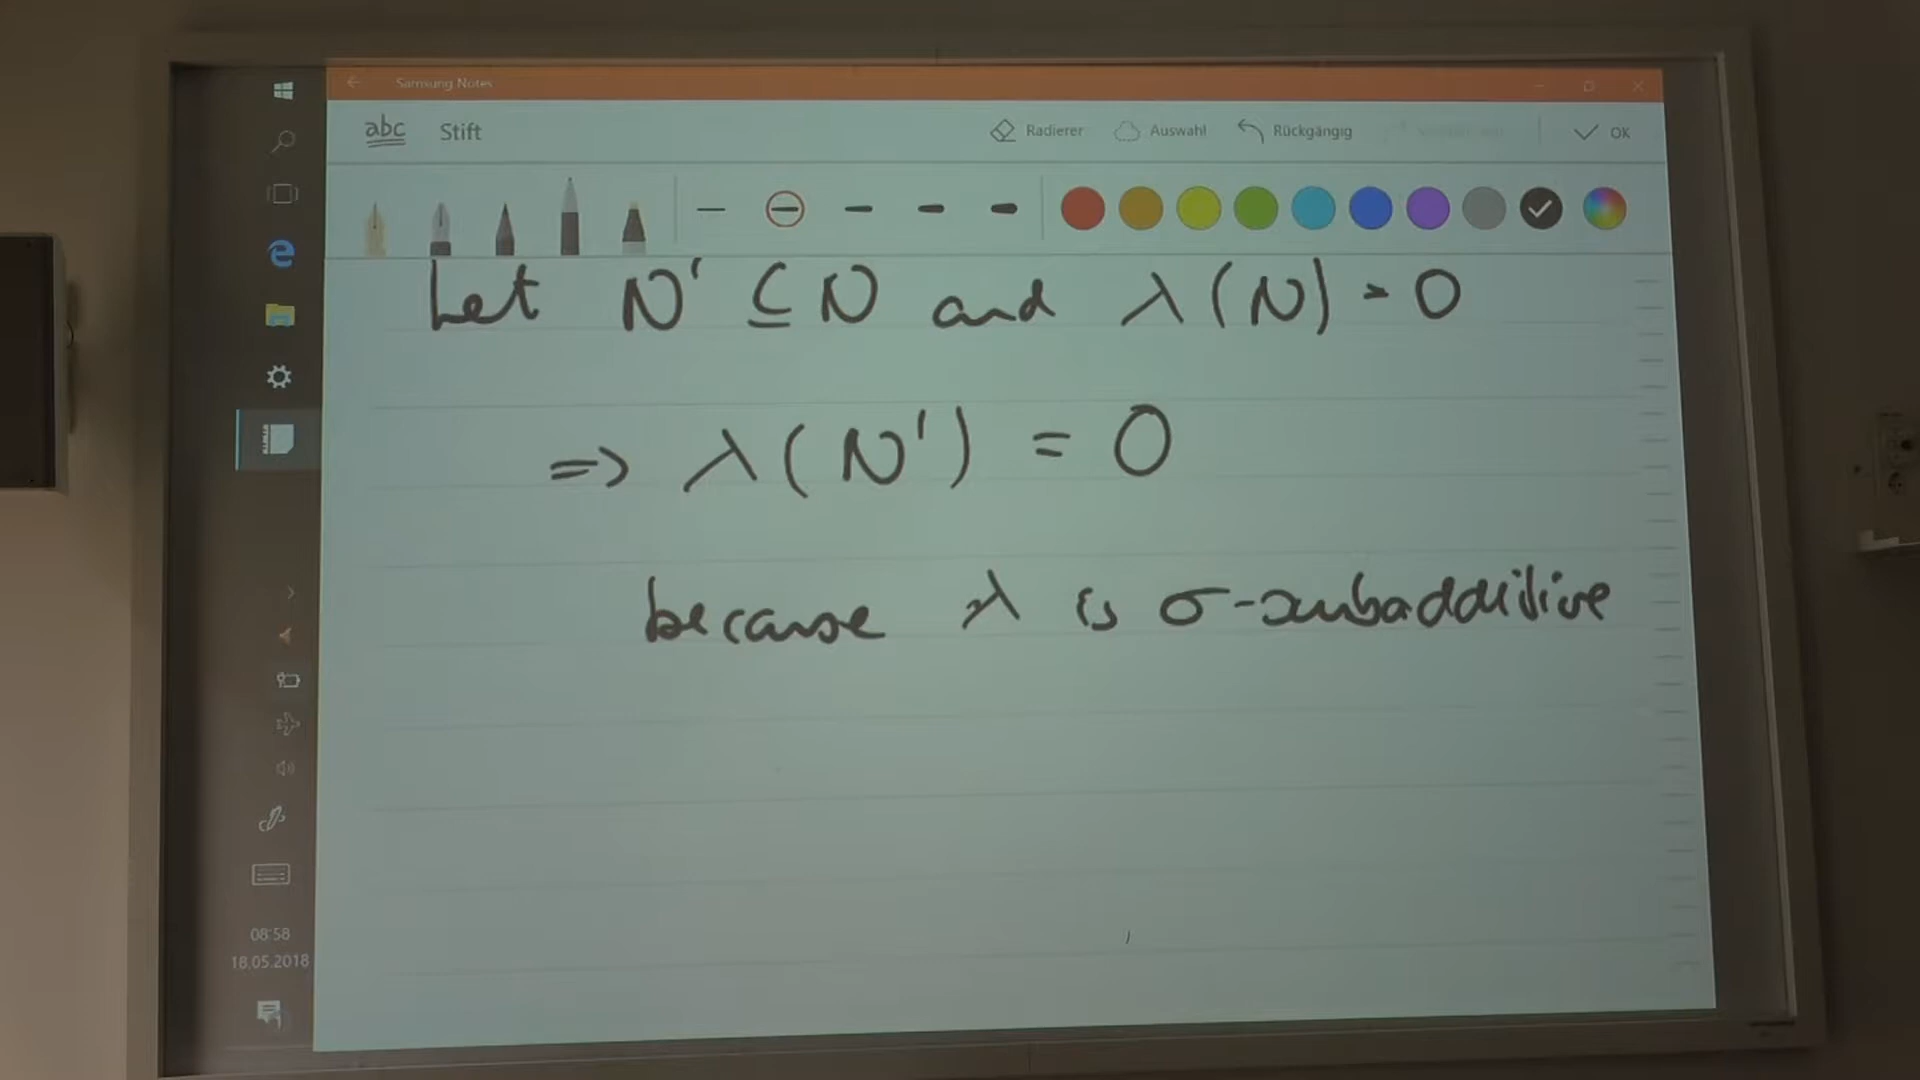 Samsung Notes
abc Stift Radierer Auswahl Rückgängig OK
Let N' ⊆ N and λ(N) = 0
=> λ(N') = 0
because λ is σ-subadditive
08:58
18.05.2018